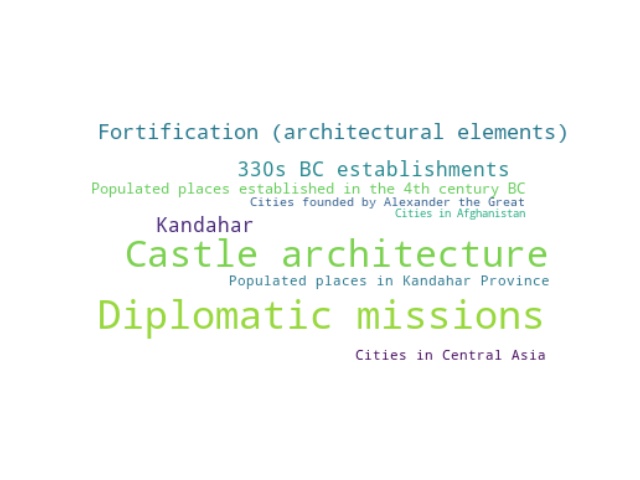 Fortification (architectural elements)
330s BC establishments
Populated places established in the 4th century BC
Cities founded by Alexander the Great
Cities in Afghanistan
Kandahar
Castle architecture
Populated places in Kandahar Province
Diplomatic missions
Cities in Central Asia